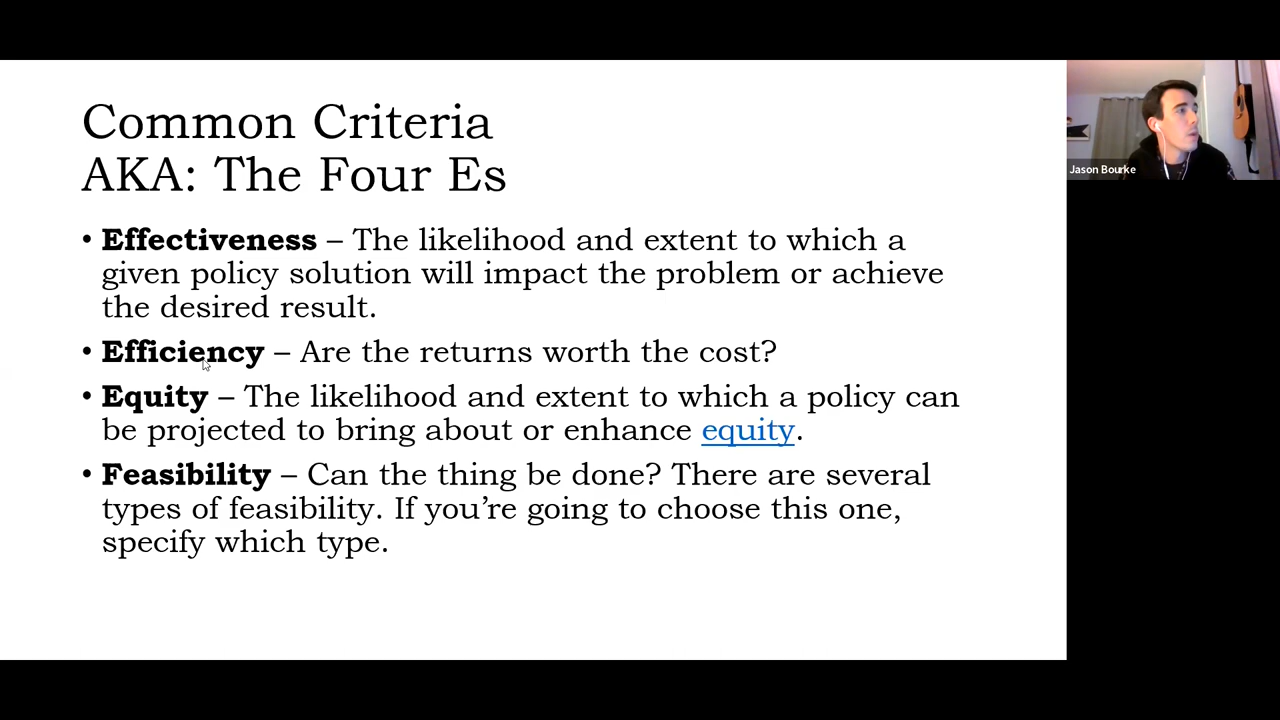 Common Criteria
AKA: The Four Es
• Effectiveness – The likelihood and extent to which a
given policy solution will impact the problem or achieve
the desired result.
• Efficiency – Are the returns worth the cost?
• Equity – The likelihood and extent to which a policy can
be projected to bring about or enhance equity.
• Feasibility – Can the thing be done? There are several
types of feasibility. If you’re going to choose this one,
specify which type.
Jason Bourke